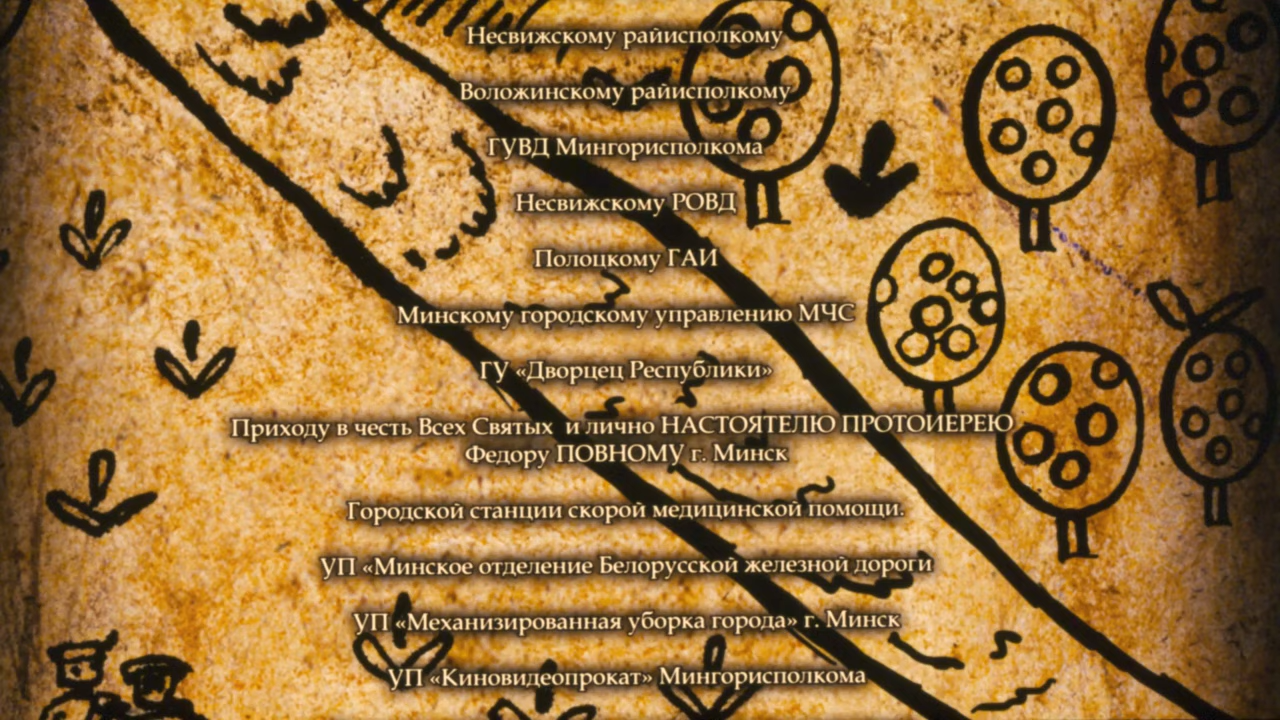 Несвижскому райисполкому
Воложинскому райисполкому
ГУВД Мингорисполкома
Несвижскому РОВД
Полоцкому ГАИ
Минскому городскому управлению МЧС
ГУ «Дворцец Республики»
Приходу в честь Всех Святых и лично НАСТОЯТЕЛЮ ПРОТОИЕРЕЮ
Федору ПОВНОМУ г. Минск
Городской станции скорой медицинской помощи.
УП «Минское отделение Белорусской железной дороги
УП «Механизированная уборка города» г. Минск
УП «Киновидеопрокат» Мингорисполкома